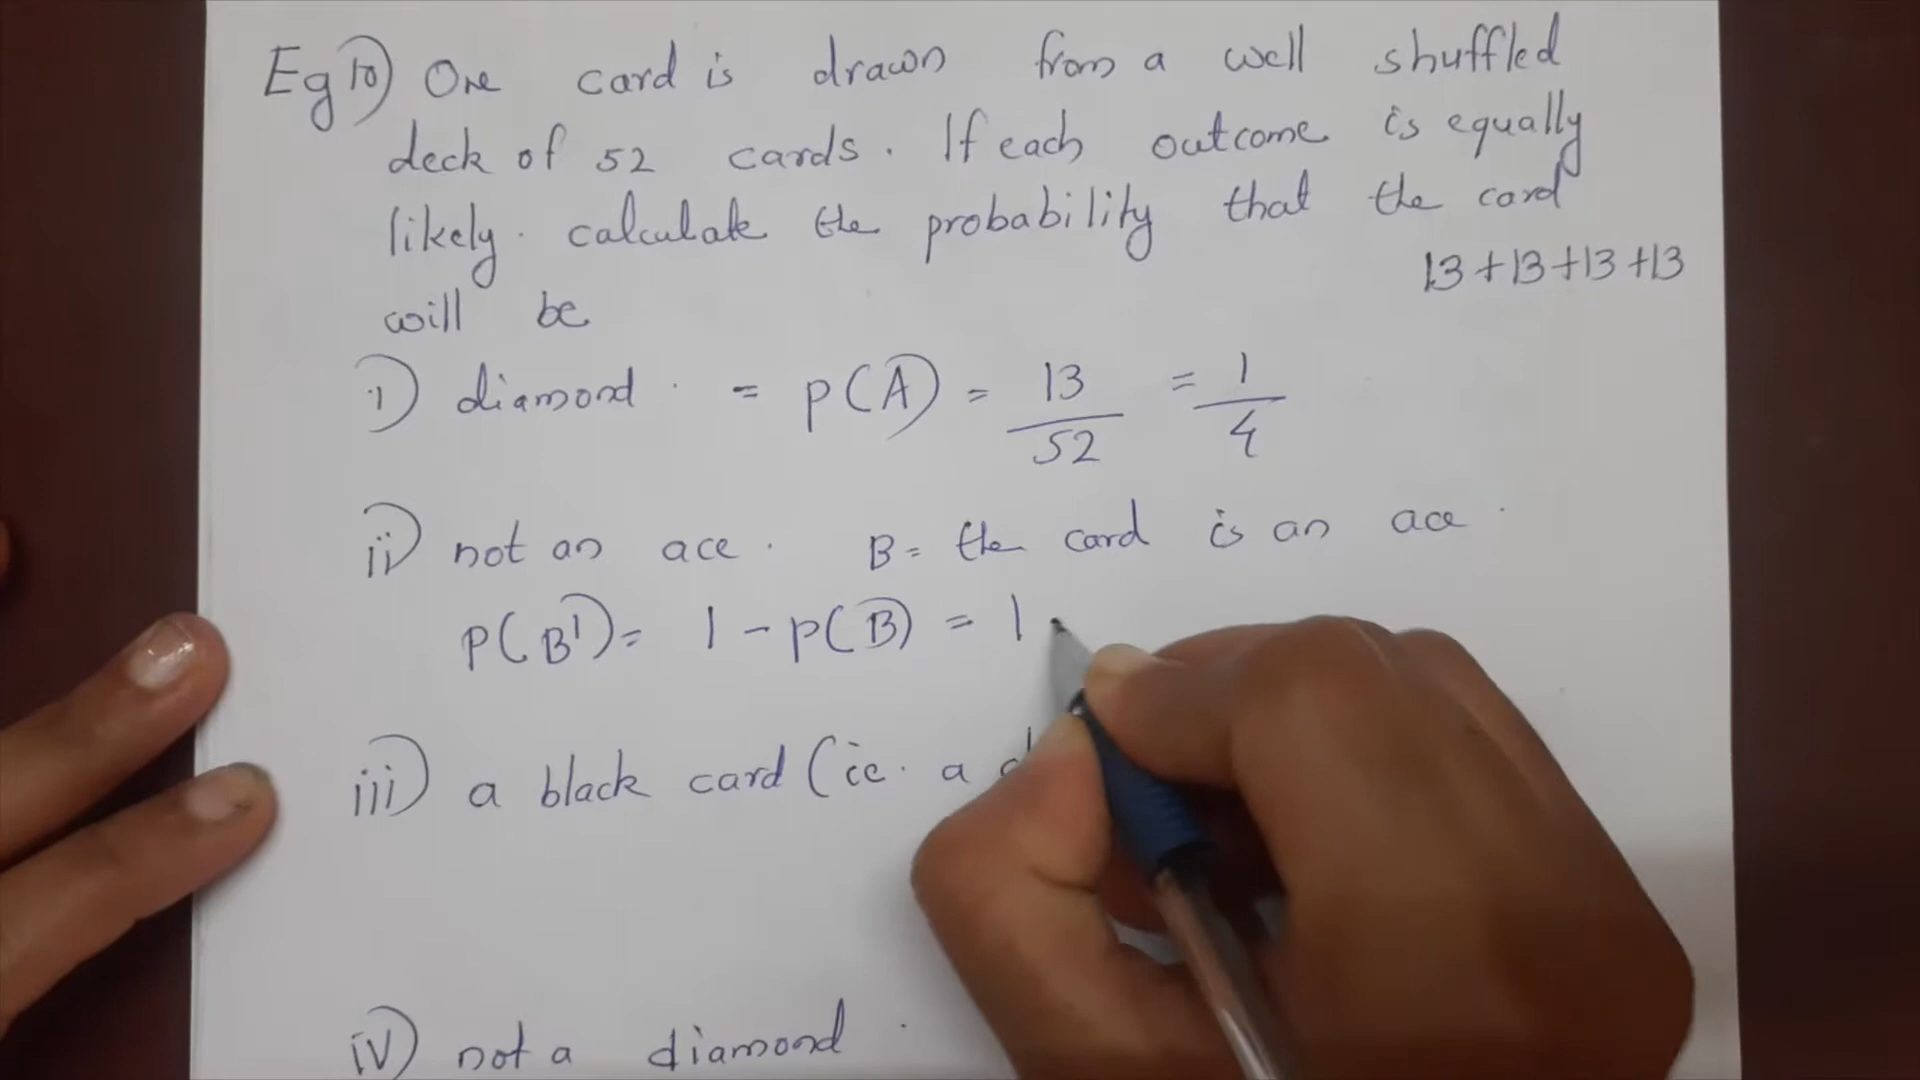 Eg 10) One card is drawn from a well shuffled
deck of 52 cards. If each outcome is equally
likely. calculate the probability that the card
13+13+13+13
will be
i) diamond. = P(A) = 13/52 = 1/4
ii) not an ace. B = the card is an ace.
P(B') = 1 - P(B) = 1
iii) a black card (ie. a
iv) not a diamond.